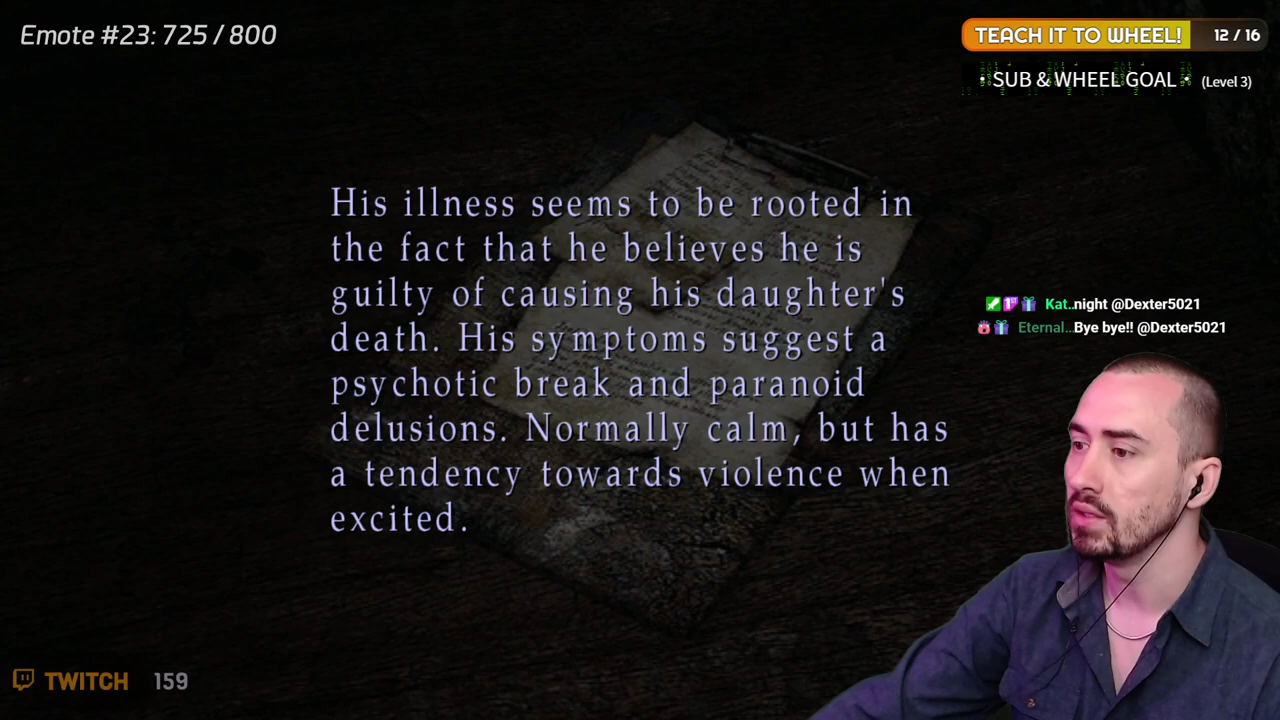 Emote #23: 725 / 800
TEACH IT TO WHEEL! 12 / 16
• SUB & WHEEL GOAL • (Level 3)
His illness seems to be rooted in
the fact that he believes he is
guilty of causing his daughter's
death. His symptoms suggest a
psychotic break and paranoid
delusions. Normally calm, but has
a tendency towards violence when
excited.
Kat..night @Dexter5021
Eternal..Bye bye!! @Dexter5021
TWITCH 159